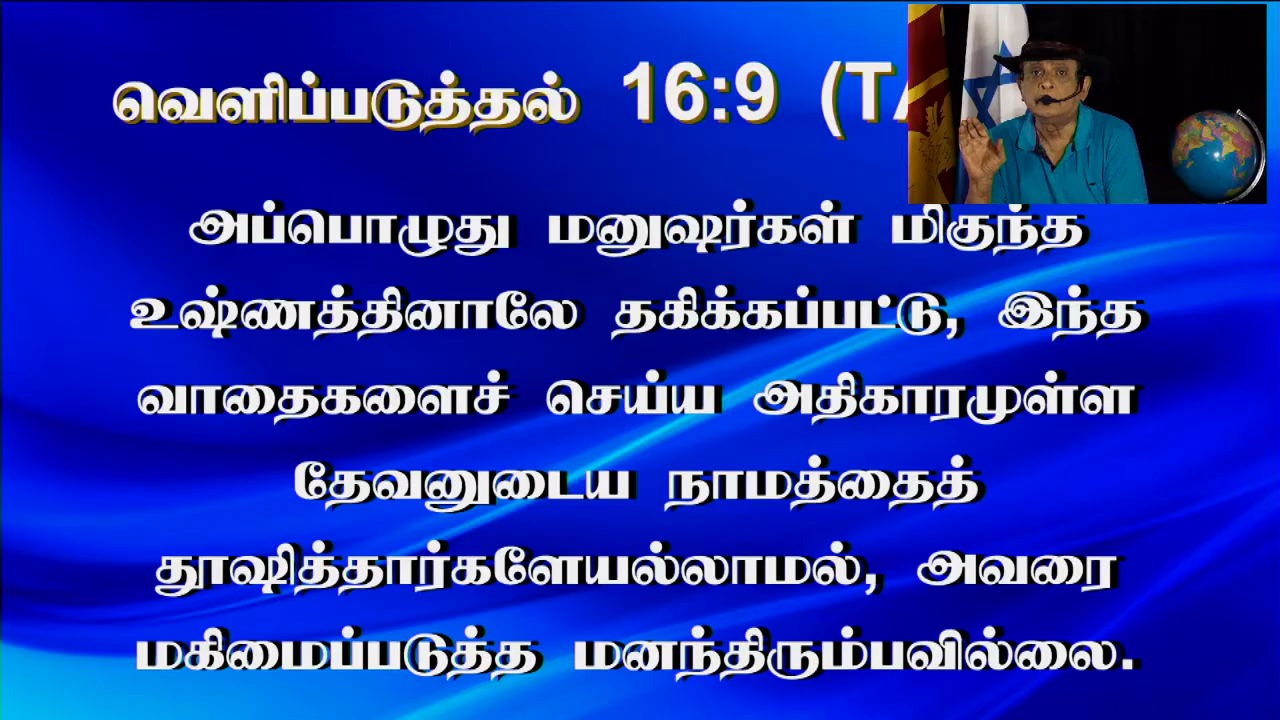 வெளிப்படுத்தல் 16:9 (TA
அப்பொழுது மனுஷர்கள் மிகுந்த
உஷ்ணத்தினாலே தகிக்கப்பட்டு, இந்த
வாதைகளைச் செய்ய அதிகாரமுள்ள
தேவனுடைய நாமத்தைத்
தூஷித்தார்களேயல்லாமல், அவரை
மகிமைப்படுத்த மனந்திரும்பவில்லை.